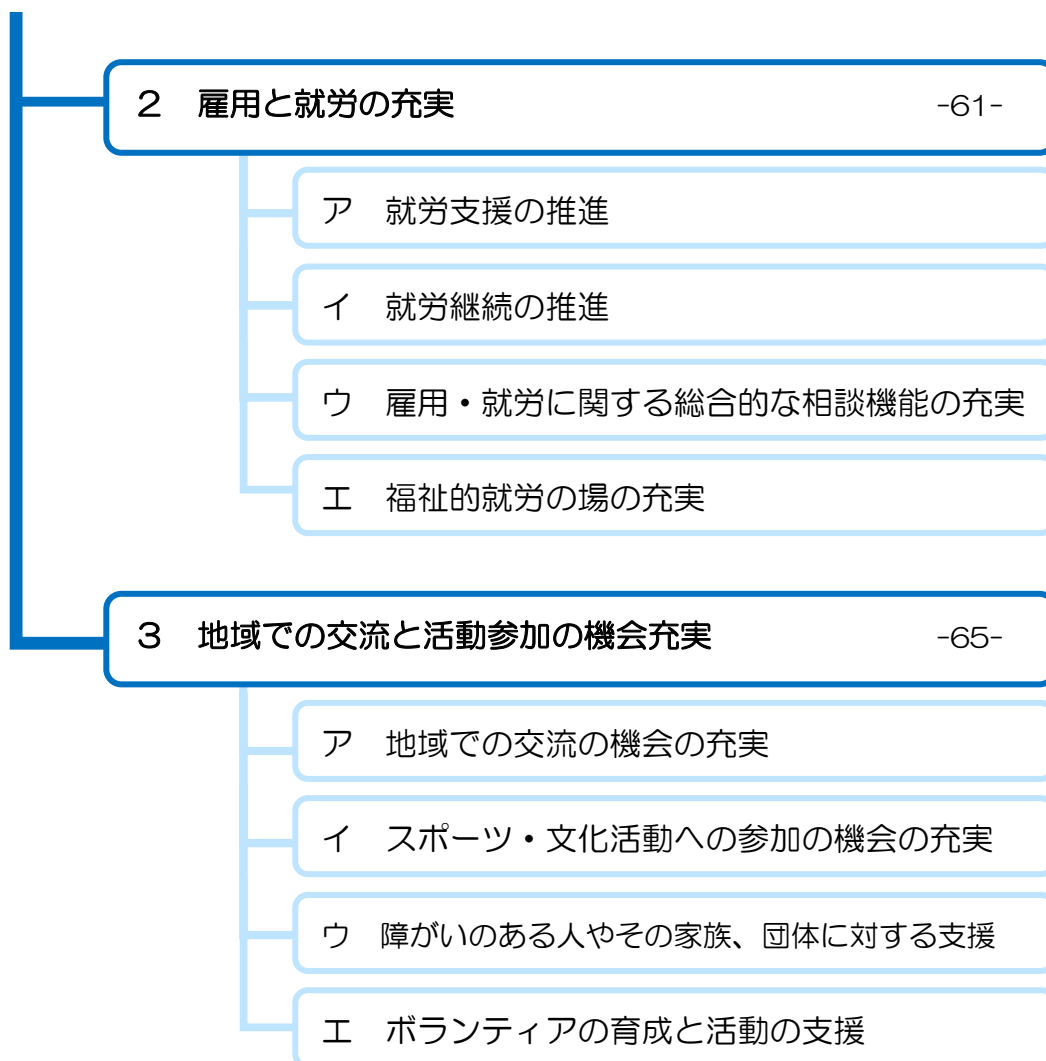 ２　雇用と就労の充実　-61-
ア　就労支援の推進
イ　就労継続の推進
ウ　雇用・就労に関する総合的な相談機能の充実
エ　福祉的就労の場の充実
３　地域での交流と活動参加の機会充実　-65-
ア　地域での交流の機会の充実
イ　スポーツ・文化活動への参加の機会の充実
ウ　障がいのある人やその家族、団体に対する支援
エ　ボランティアの育成と活動の支援